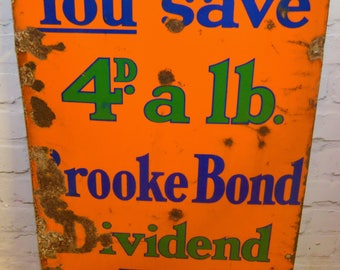 You save
4D. a lb.
Brooke Bond
Dividend